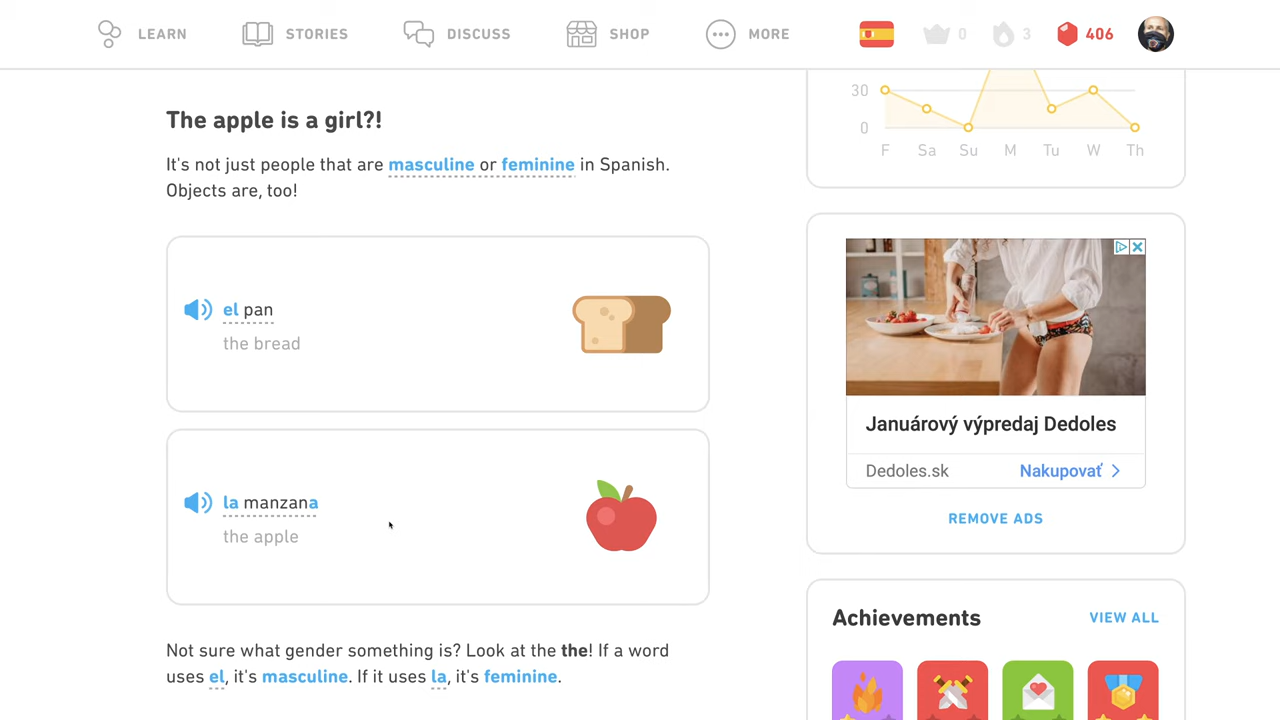 LEARN
STORIES
DISCUSS
SHOP
MORE
0
3
406
The apple is a girl?!
It's not just people that are masculine or feminine in Spanish.
Objects are, too!
el pan
the bread
la manzana
the apple
Not sure what gender something is? Look at the the! If a word
uses el, it's masculine. If it uses la, it's feminine.
30
0
F Sa Su M Tu W Th
Januárový výpredaj Dedoles
Dedoles.sk
Nakupovať
REMOVE ADS
Achievements
VIEW ALL